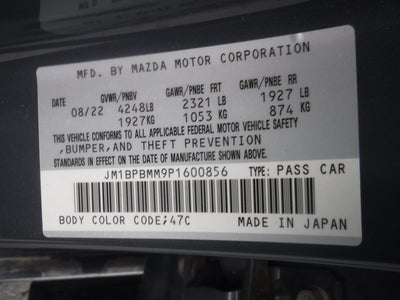 MFD. BY MAZDA MOTOR CORPORATION
DATE GVWR/PNBV GAWR/PNBE FRT GAWR/PNBE RR
08/22 4248LB 2321 LB 1927 LB
1927KG 1053 KG 874 KG
THIS VEHICLE CONFORMS TO ALL APPLICABLE FEDERAL MOTOR VEHICLE SAFETY
,BUMPER,AND THEFT PREVENTION
STANDARDS IN EFFECT ON THE DATE OF MANUFACTURE SHOWN ABOVE.
JM1BPBMM9P1600856 TYPE: PASS CAR
BODY COLOR CODE;47C MADE IN JAPAN